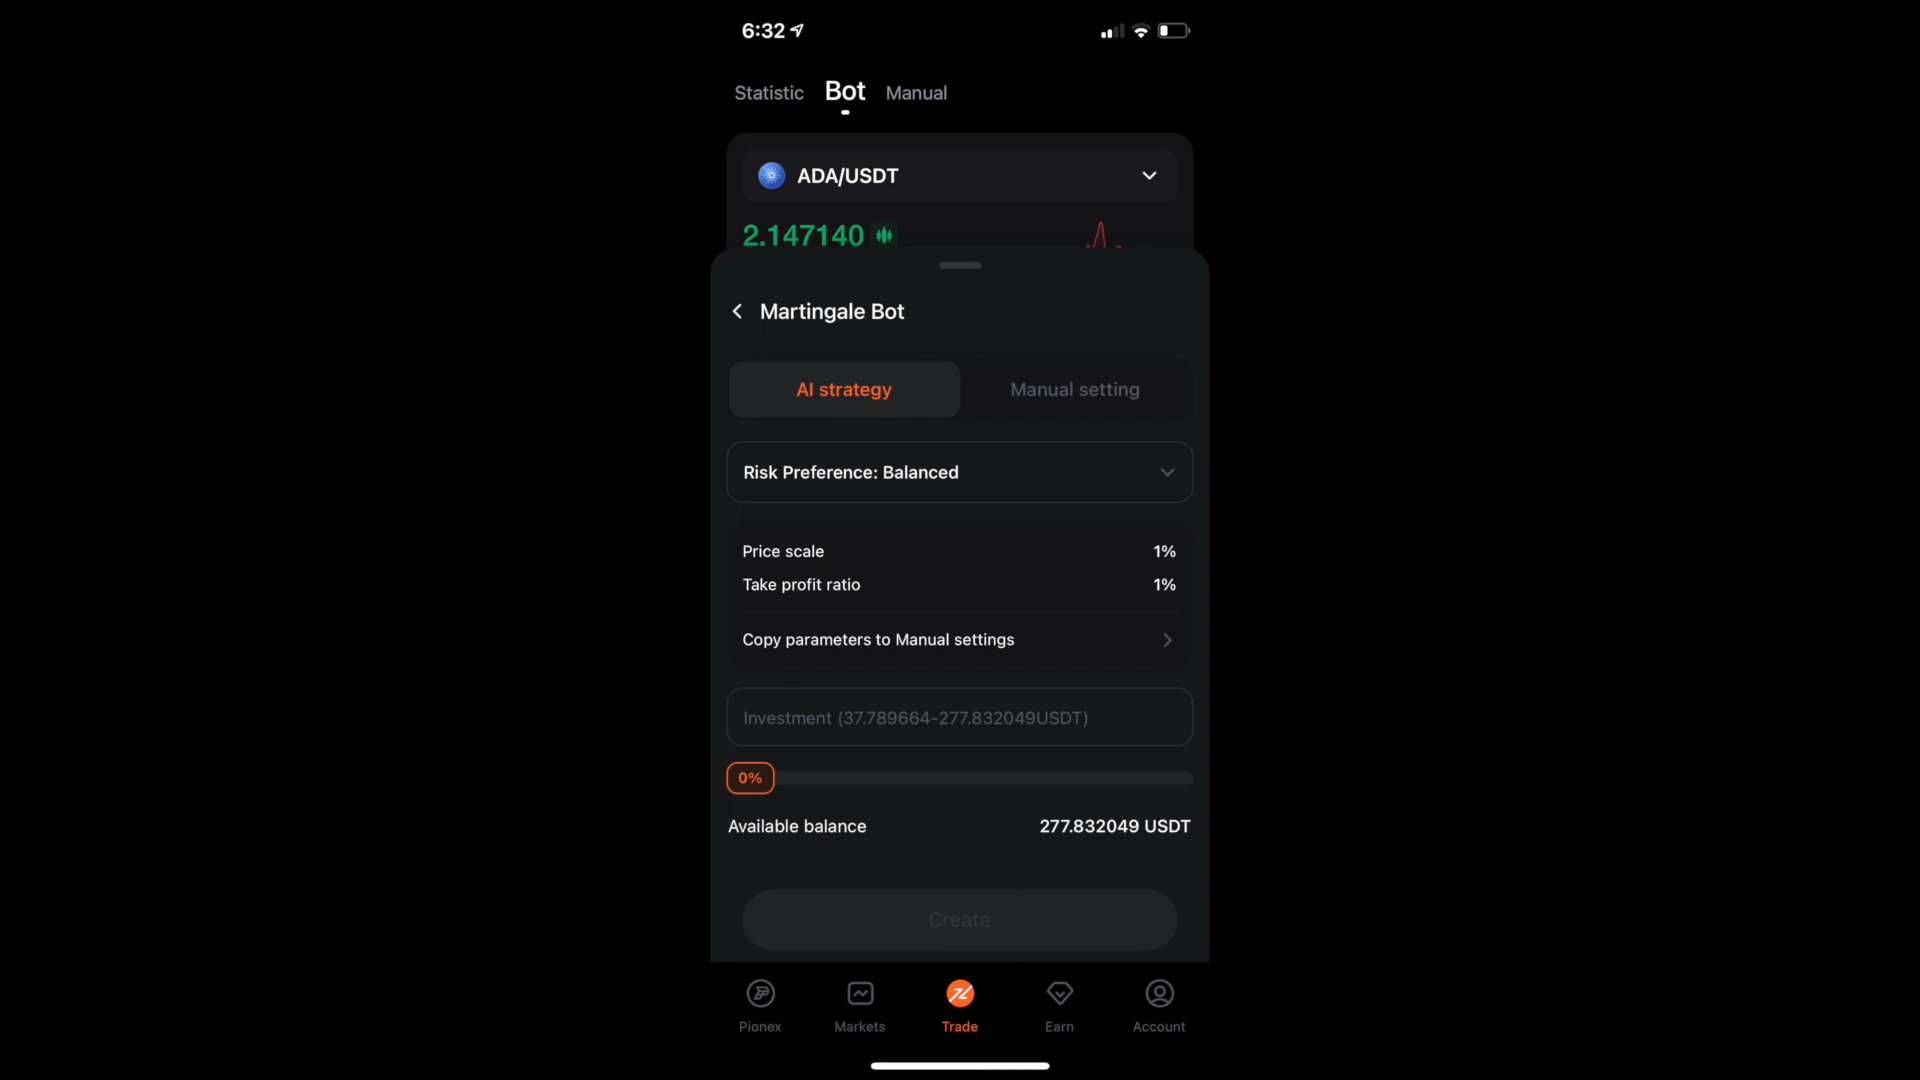 6:32
Statistic Bot Manual
ADA/USDT
2.147140
Martingale Bot
AI strategy Manual setting
Risk Preference: Balanced
Price scale 1%
Take profit ratio 1%
Copy parameters to Manual settings
Investment (37.789664-277.832049USDT)
0%
Available balance 277.832049 USDT
Create
Pionex Markets Trade Earn Account